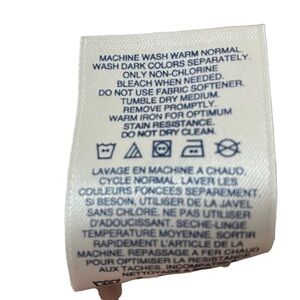 MACHINE WASH WARM NORMAL.
WASH DARK COLORS SEPARATELY.
ONLY NON-CHLORINE
BLEACH WHEN NEEDED.
DO NOT USE FABRIC SOFTENER.
TUMBLE DRY MEDIUM.
REMOVE PROMPTLY.
WARM IRON FOR OPTIMUM
STAIN RESISTANCE.
DO NOT DRY CLEAN.
LAVAGE EN MACHINE A CHAUD,
CYCLE NORMAL. LAVER LES
COULEURS FONCEES SEPAREMENT.
SI BESOIN, UTILISER DE LA JAVEL
SANS CHLORE. NE PAS UTILISER
D'ADOUCISSANT. SECHE-LINGE
TEMPERATURE MOYENNE. SORTIR
RAPIDEMENT L'ARTICLE DE LA
MACHINE. REPASSAGE A FER CHAUD
POUR OPTIMISER LA RESISTANCE
AUX TACHES. INCOMPATIBLE
NETTOYAGE A